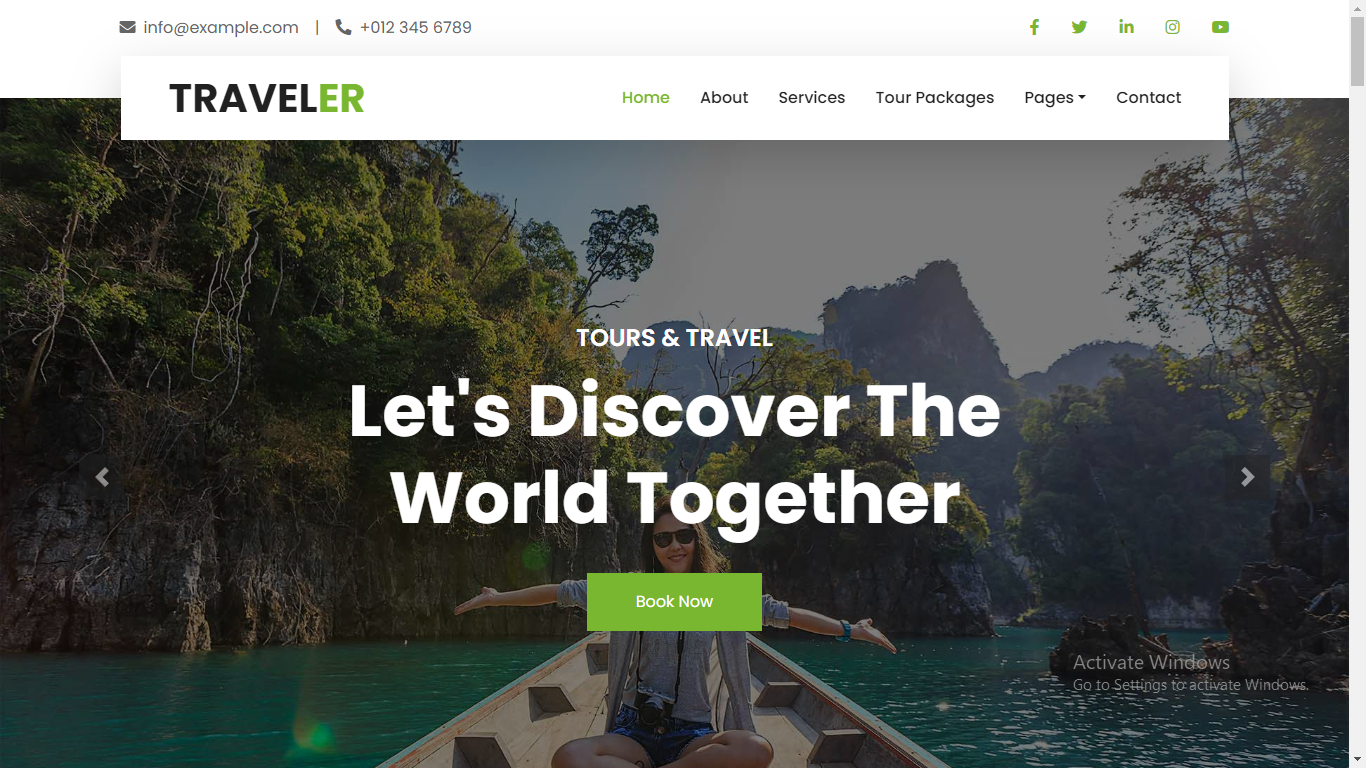 info@example.com | +012 345 6789
TRAVELER
Home About Services Tour Packages Pages Contact
TOURS & TRAVEL
Let's Discover The
World Together
Book Now
Activate Windows
Go to Settings to activate Windows.